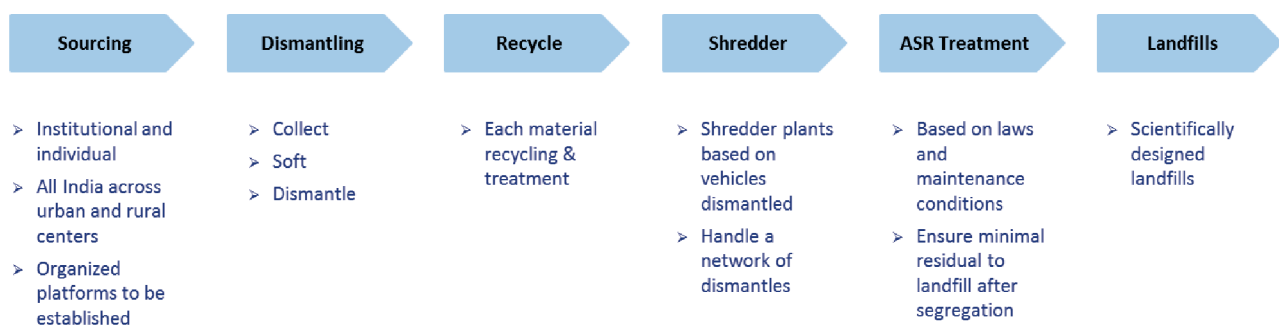 Sourcing
Dismantling
Recycle
Shredder
ASR Treatment
Landfills
➢ Institutional and
individual
➢ All India across
urban and rural
centers
➢ Organized
platforms to be
established
➢ Collect
➢ Soft
➢ Dismantle
➢ Each material
recycling &
treatment
➢ Shredder plants
based on
vehicles
dismantled
➢ Handle a
network of
dismantles
➢ Based on laws
and
maintenance
conditions
➢ Ensure minimal
residual to
landfill after
segregation
➢ Scientifically
designed
landfills